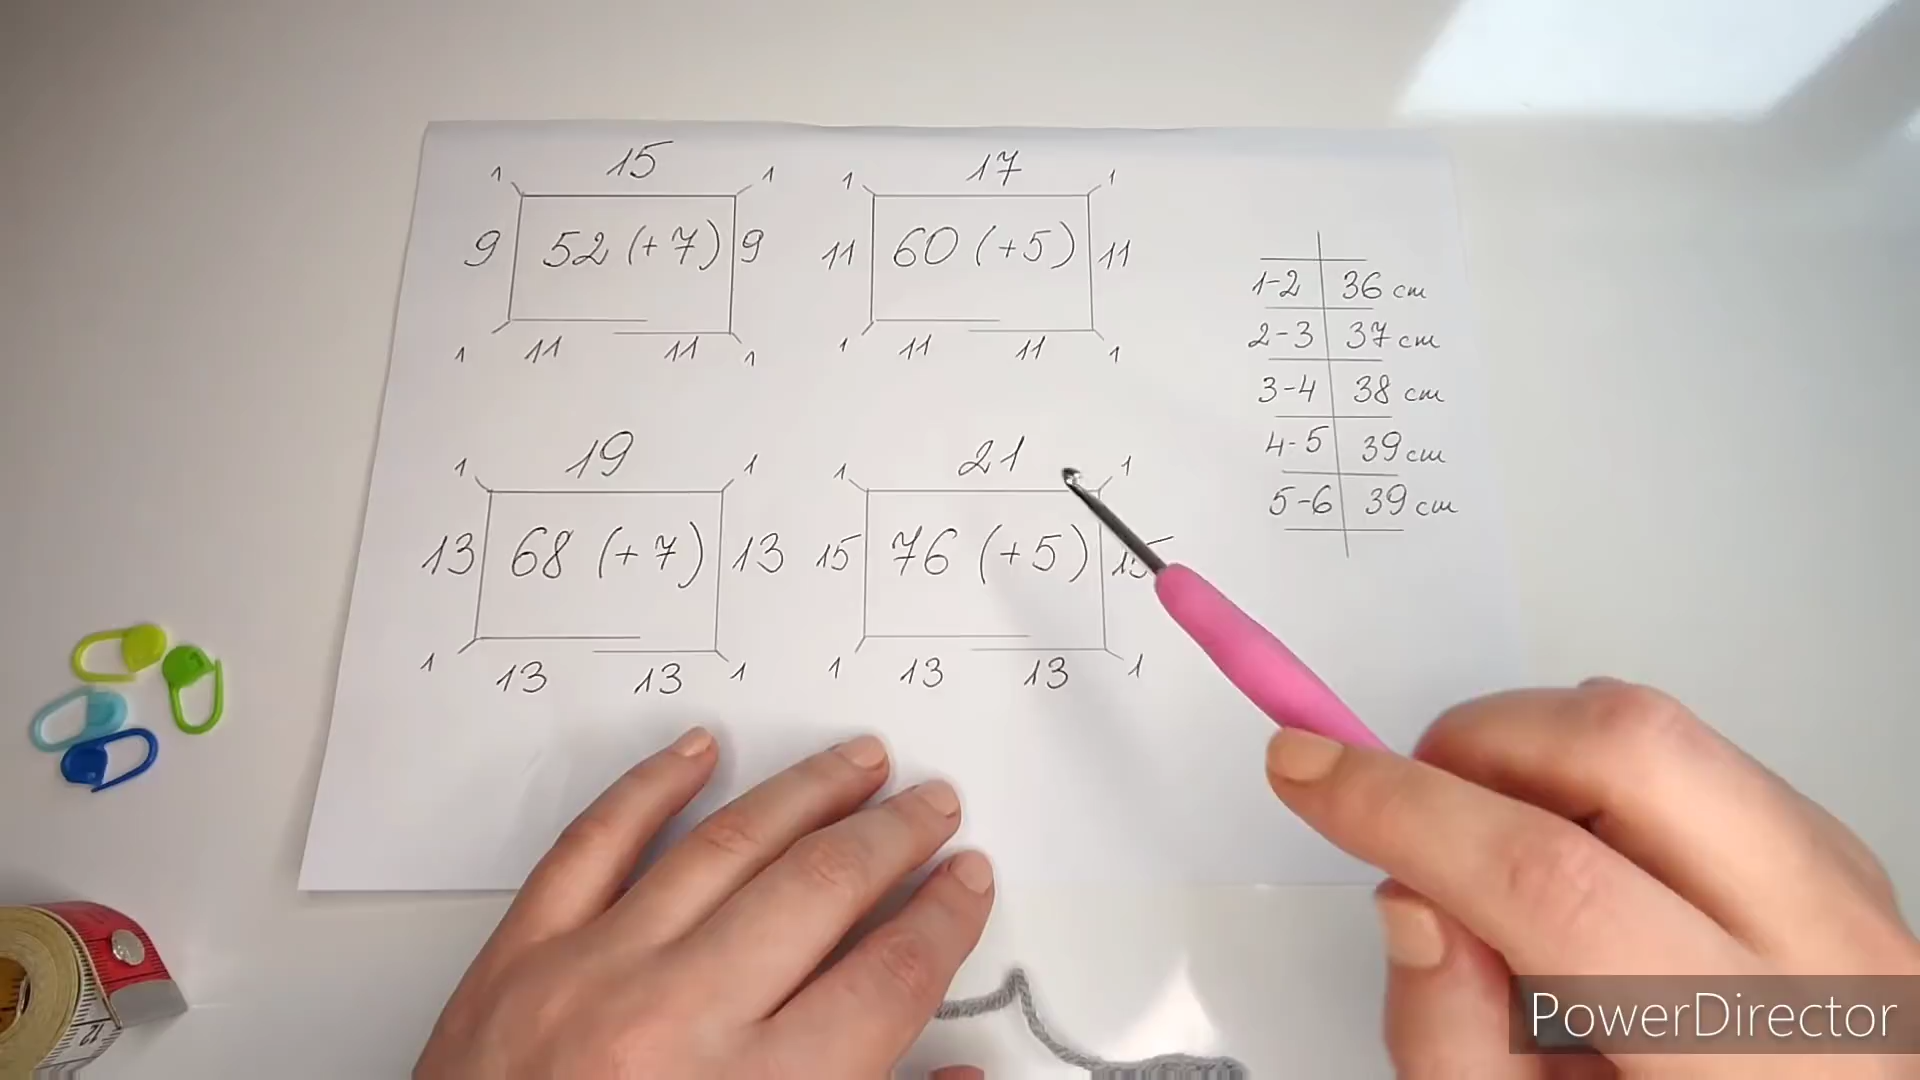 15
1 1
9 52 (+7) 9
1 11 11 1
17
1 1
11 60 (+5) 11
1 11 11 1
19
1 1
13 68 (+7) 13
1 13 13 1
21
1 1
15 76 (+5) 15
1 13 13 1
1-2 36 cm
2-3 37 cm
3-4 38 cm
4-5 39 cm
5-6 39 cm
12
PowerDirector